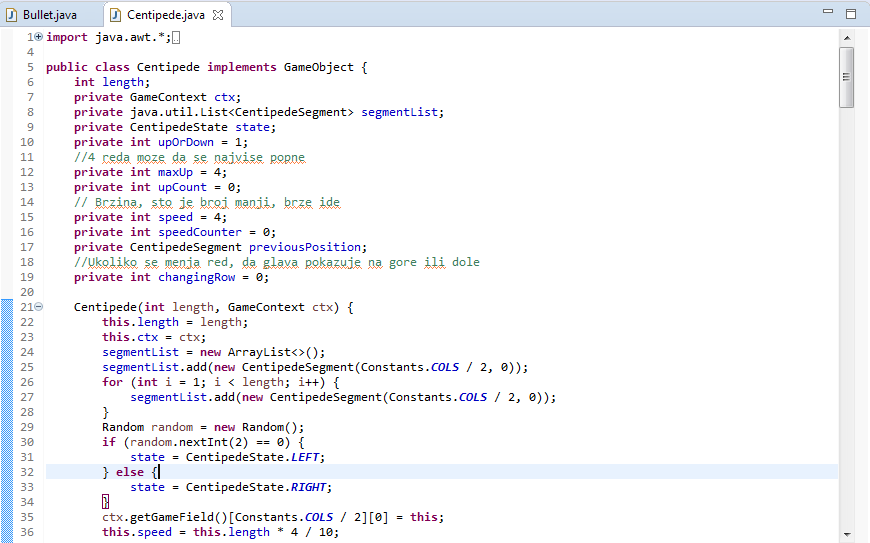 Bullet.java Centipede.java
1 import java.awt.*;
4
5 public class Centipede implements GameObject {
6 int length;
7 private GameContext ctx;
8 private java.util.List<CentipedeSegment> segmentList;
9 private CentipedeState state;
10 private int upOrDown = 1;
11 //4 reda moze da se najvise popne
12 private int maxUp = 4;
13 private int upCount = 0;
14 // Brzina, sto je broj manji, brze ide
15 private int speed = 4;
16 private int speedCounter = 0;
17 private CentipedeSegment previousPosition;
18 //Ukoliko se menja red, da glava pokazuje na gore ili dole
19 private int changingRow = 0;
20
21 Centipede(int length, GameContext ctx) {
22 this.length = length;
23 this.ctx = ctx;
24 segmentList = new ArrayList<>();
25 segmentList.add(new CentipedeSegment(Constants.COLS / 2, 0));
26 for (int i = 1; i < length; i++) {
27 segmentList.add(new CentipedeSegment(Constants.COLS / 2, 0));
28 }
29 Random random = new Random();
30 if (random.nextInt(2) == 0) {
31 state = CentipedeState.LEFT;
32 } else {
33 state = CentipedeState.RIGHT;
34 }
35 ctx.getGameField()[Constants.COLS / 2][0] = this;
36 this.speed = this.length * 4 / 10;